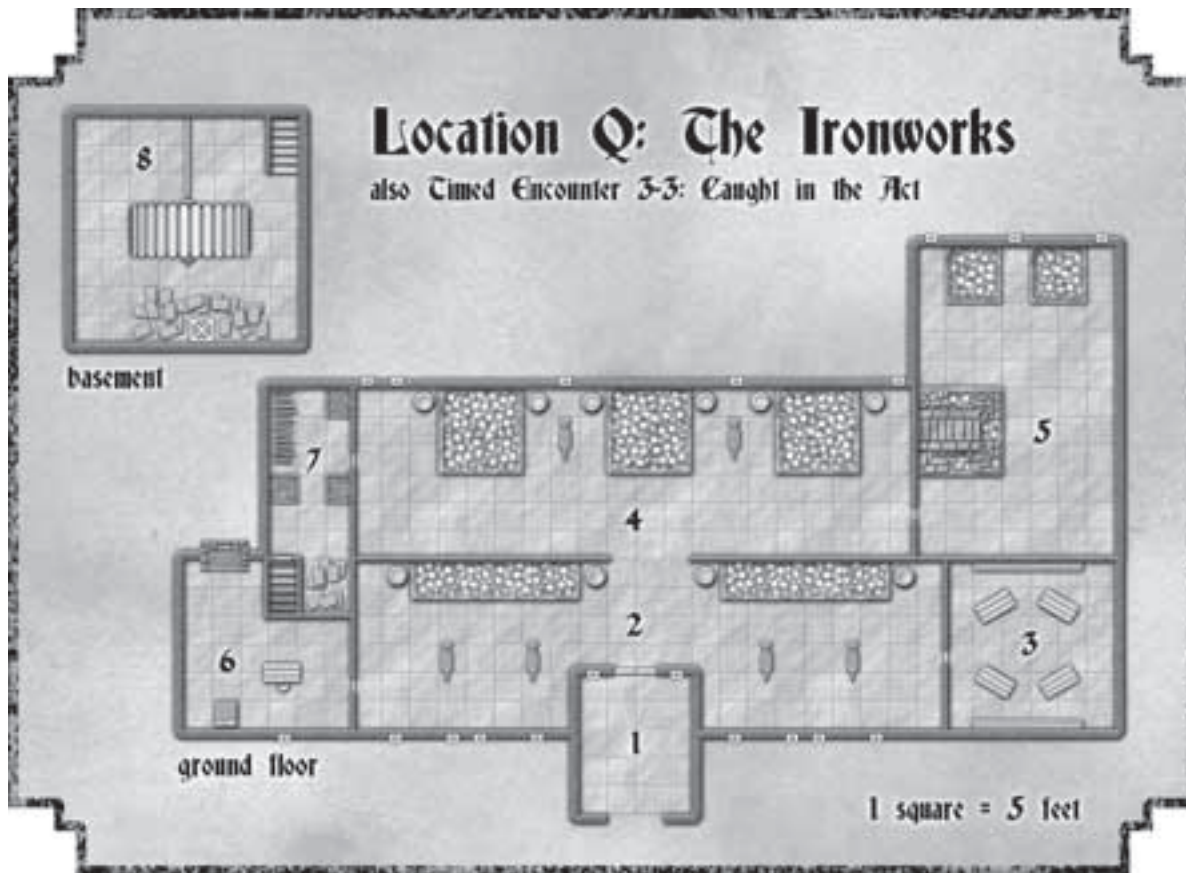 Location Q: The Ironworks
also Timed Encounter 3-3: Caught in the Act
8
basement
5
7
4
2
3
6
1
ground floor
1 square = 5 feet